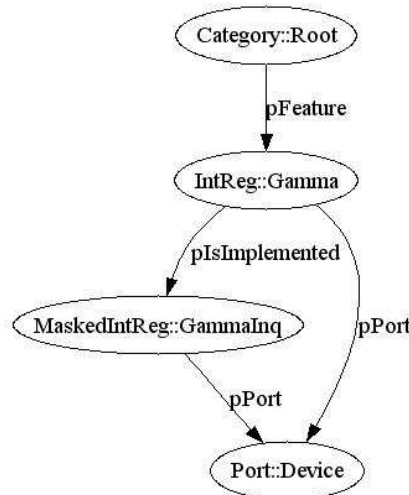 Category::Root
pFeature
IntReg::Gamma
pIsImplemented
MaskedIntReg::GammaInq
pPort
pPort
Port::Device